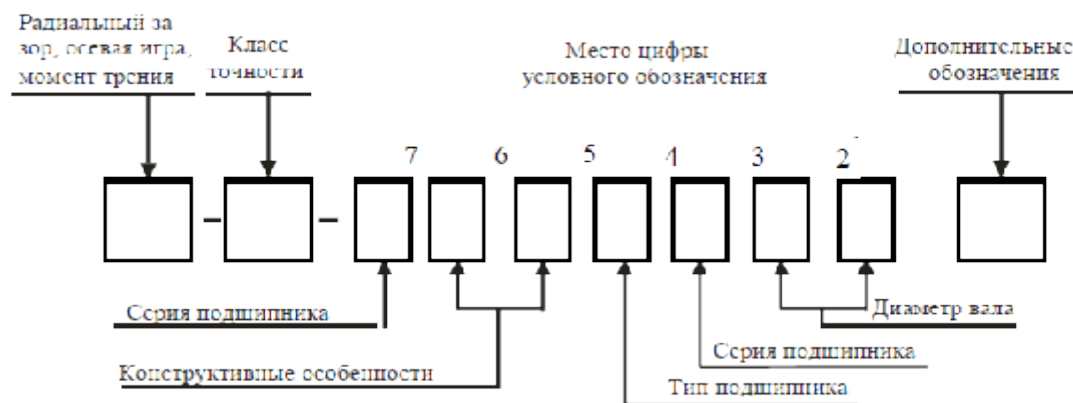 Радиальный за
зор, осевая игра,
момент трения
Класс
точности
Место цифры
условного обозначения
Дополнительные
обозначения
7 6 5 4 3 2
Серия подшипника
Диаметр вала
Серия подшипника
Конструктивные особенности
Тип подшипника